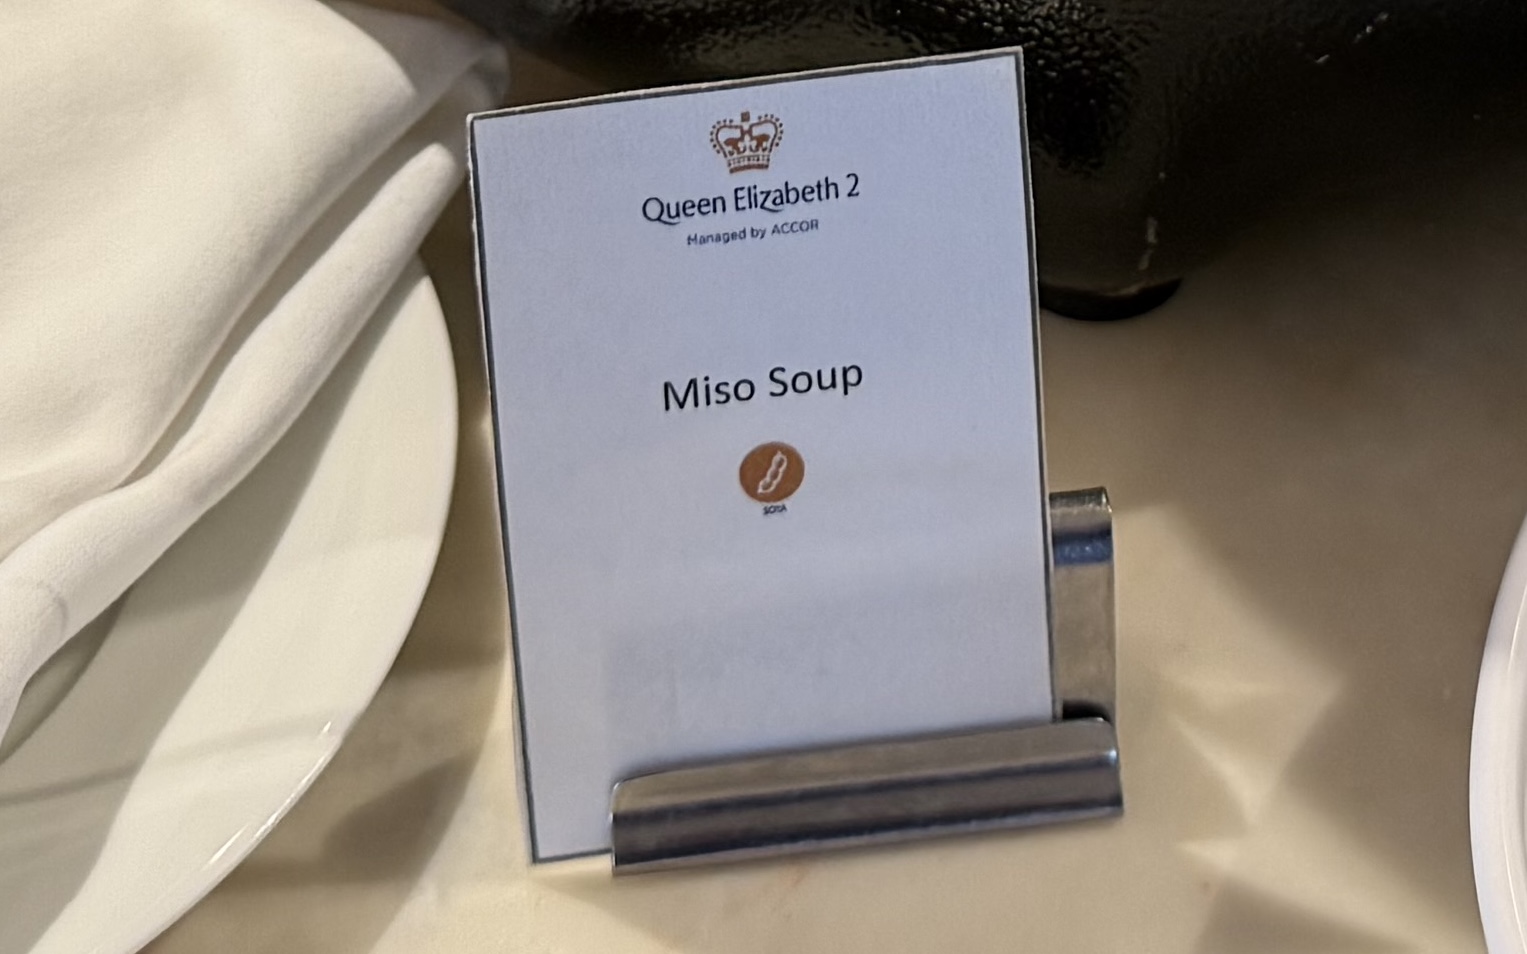 Queen Elizabeth 2
Managed by ACCOR
Miso Soup
SOYA